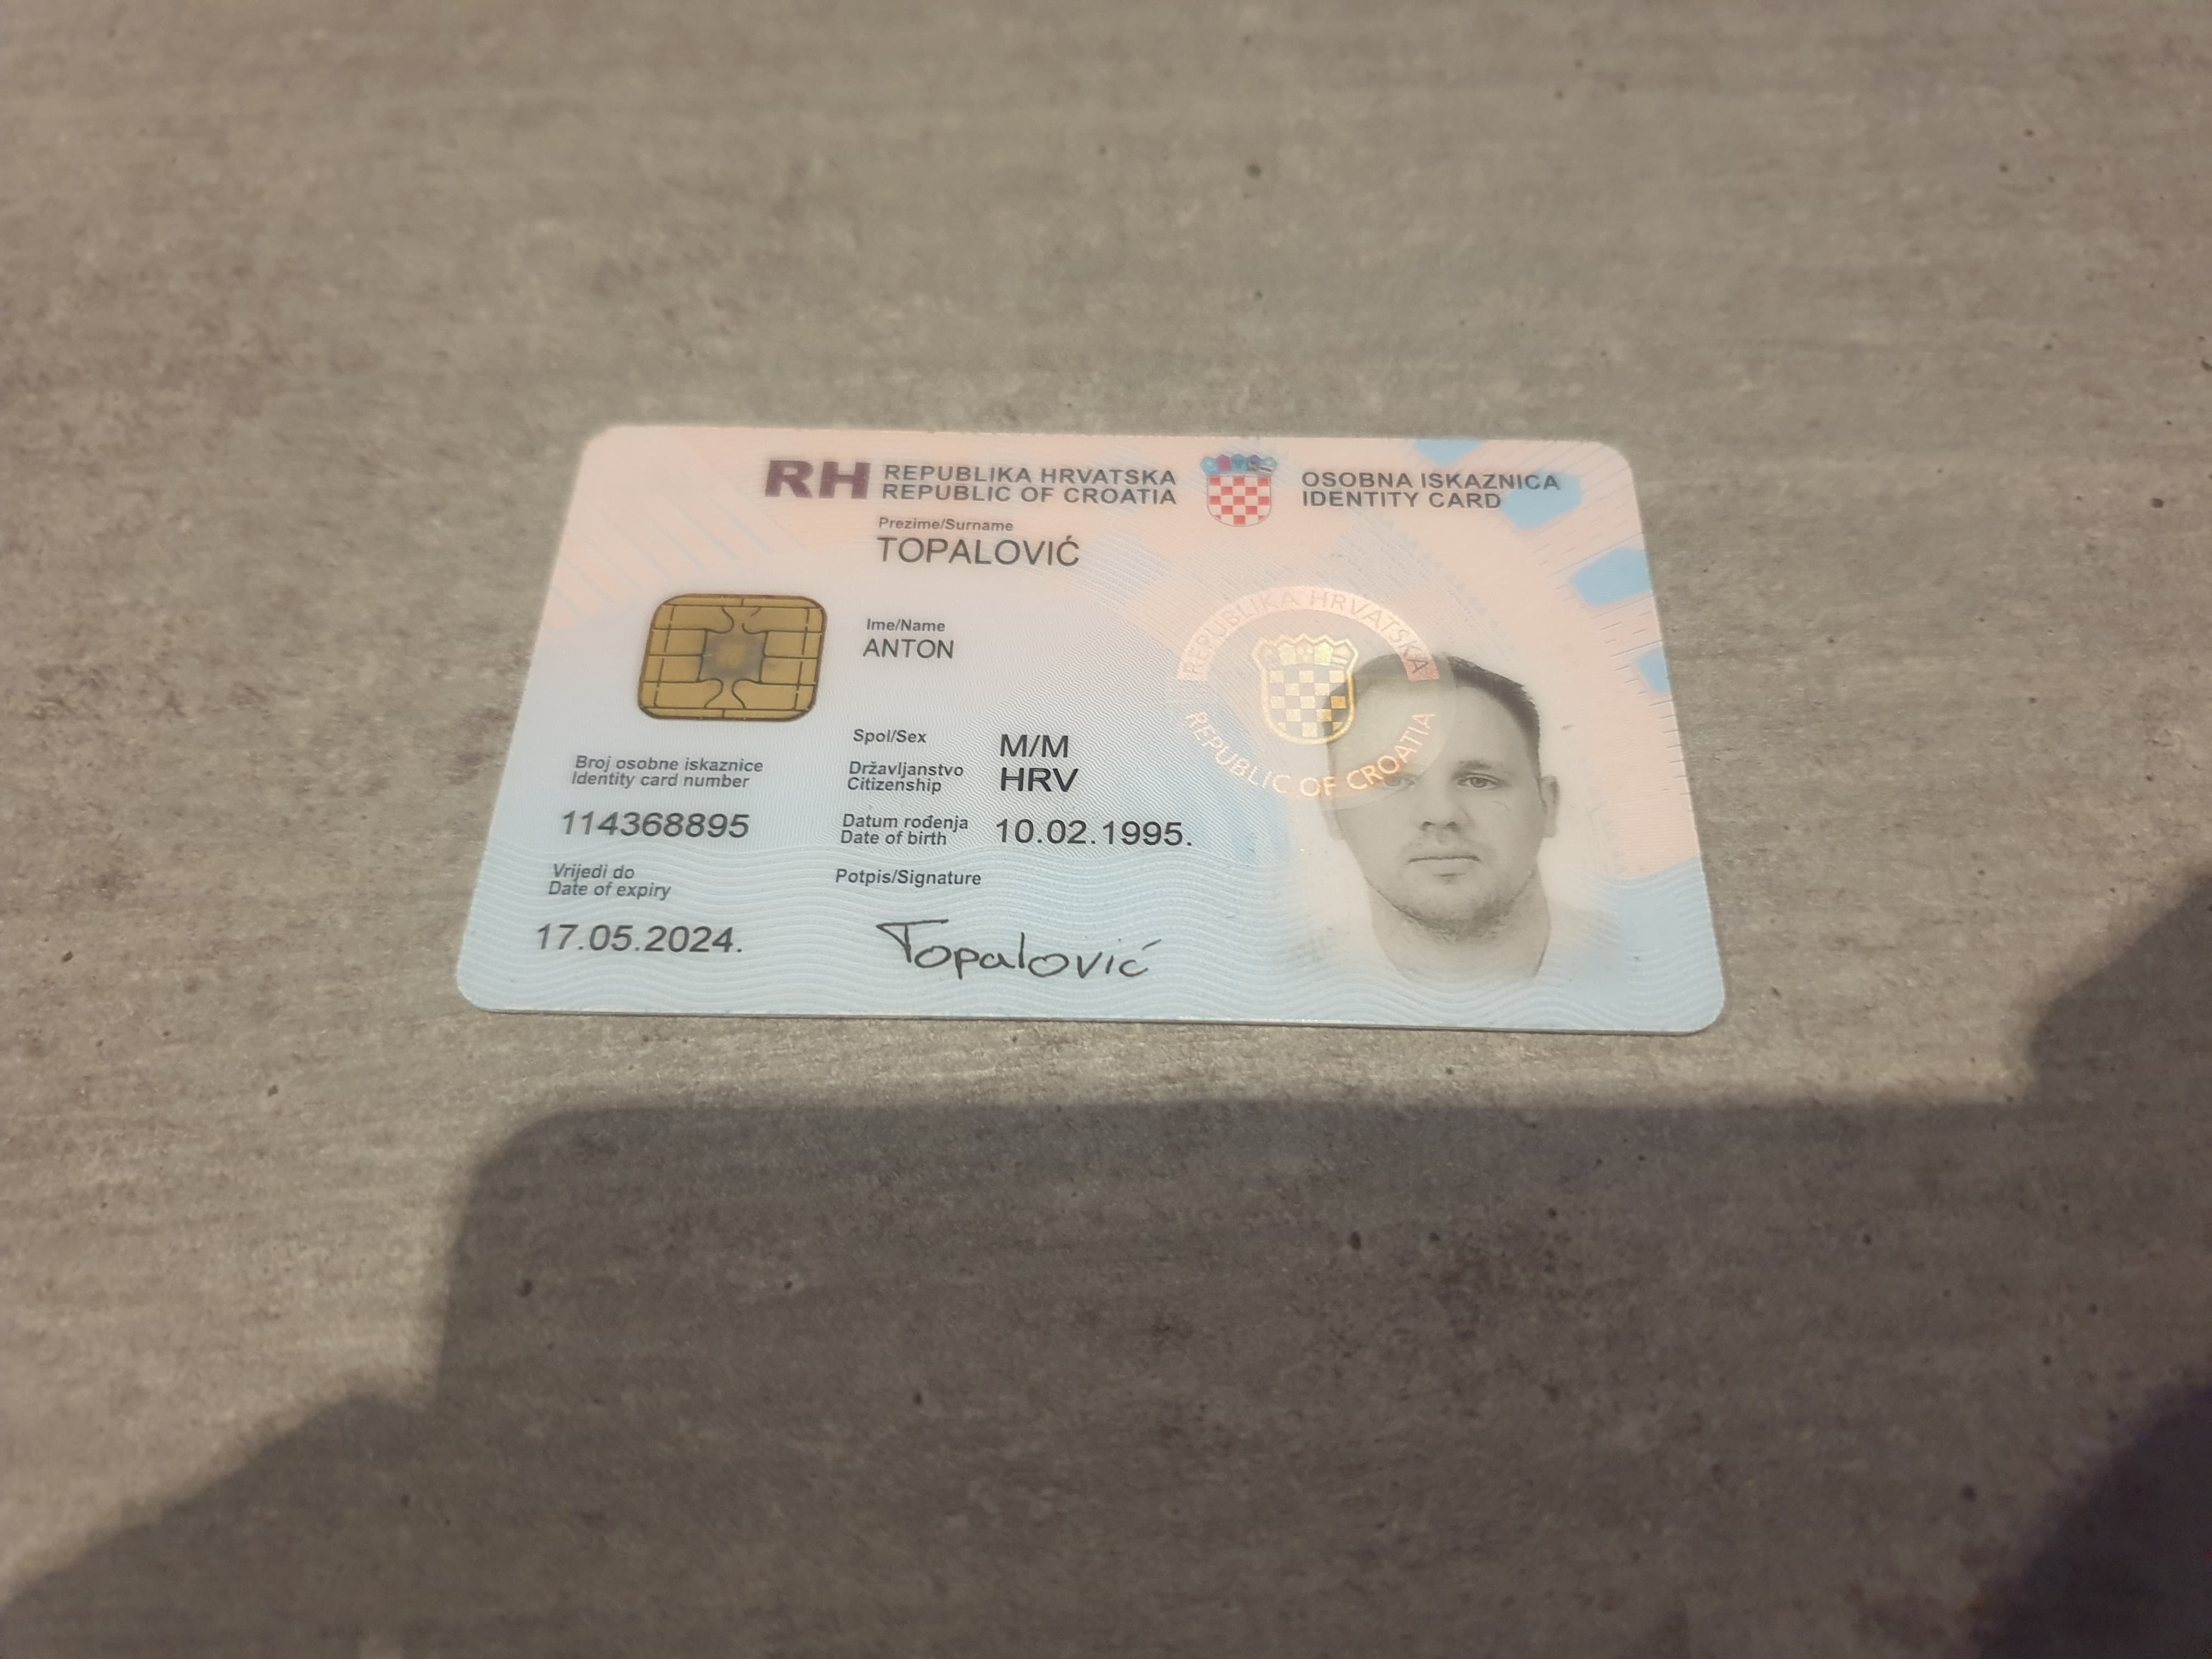 RH REPUBLIKA HRVATSKA
REPUBLIC OF CROATIA
OSOBNA ISKAZNICA
IDENTITY CARD
Prezime/Surname
TOPALOVIĆ
Ime/Name
ANTON
Spol/Sex M/M
Državljanstvo
Citizenship
HRV
Datum rođenja
Date of birth
10.02.1995.
Broj osobne iskaznice
Identity card number
114368895
Vrijedi do
Date of expiry
17.05.2024.
Potpis/Signature
Topalović
REPUBLIKA HRVATSKA
REPUBLIC OF CROATIA